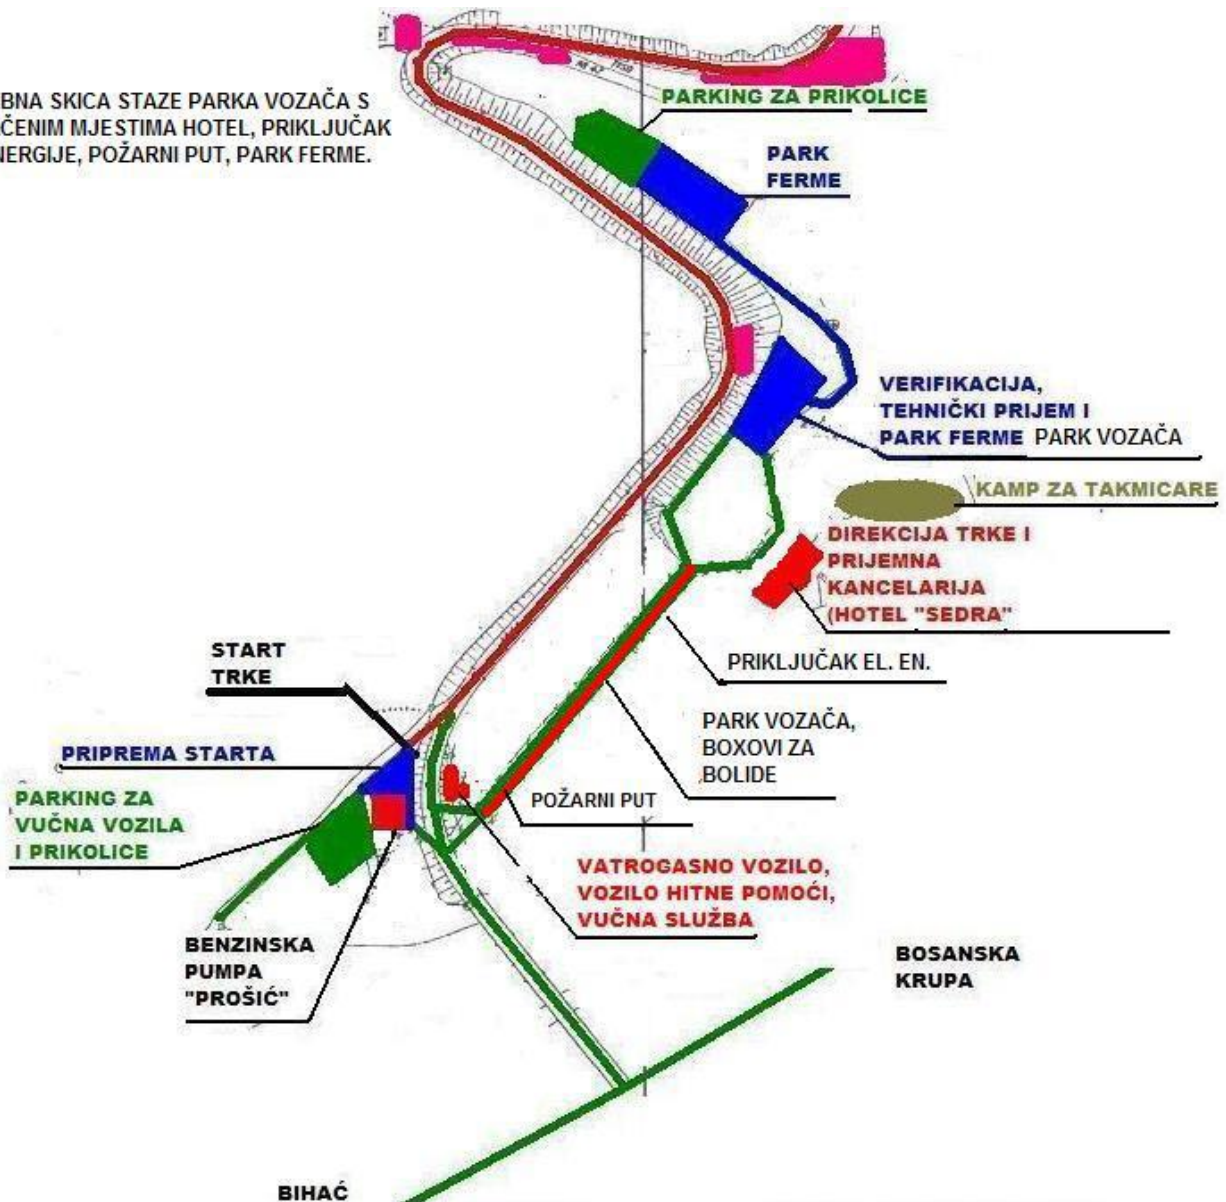 BNA SKICA STAZE PARKA VOZAČA S
ČENIM MJESTIMA HOTEL, PRIKLJUČAK
NERGIJE, POŽARNI PUT, PARK FERME.
PARKING ZA PRIKOLICE
PARK
FERME
VERIFIKACIJA,
TEHNIČKI PRIJEM I
PARK FERME PARK VOZAČA
KAMP ZA TAKMICARE
DIREKCIJA TRKE I
PRIJEMNA
KANCELARIJA
(HOTEL "SEDRA"
START
TRKE
PRIKLJUČAK EL. EN.
PARK VOZAČA,
BOXOVI ZA
BOLIDE
PRIPREMA STARTA
PARKING ZA
VUČNA VOZILA
I PRIKOLICE
POŽARNI PUT
VATROGASNO VOZILO,
VOZILO HITNE POMOĆI,
VUČNA SLUŽBA
BENZINSKA
PUMPA
"PROŠIĆ"
BOSANSKA
KRUPA
BIHAĆ